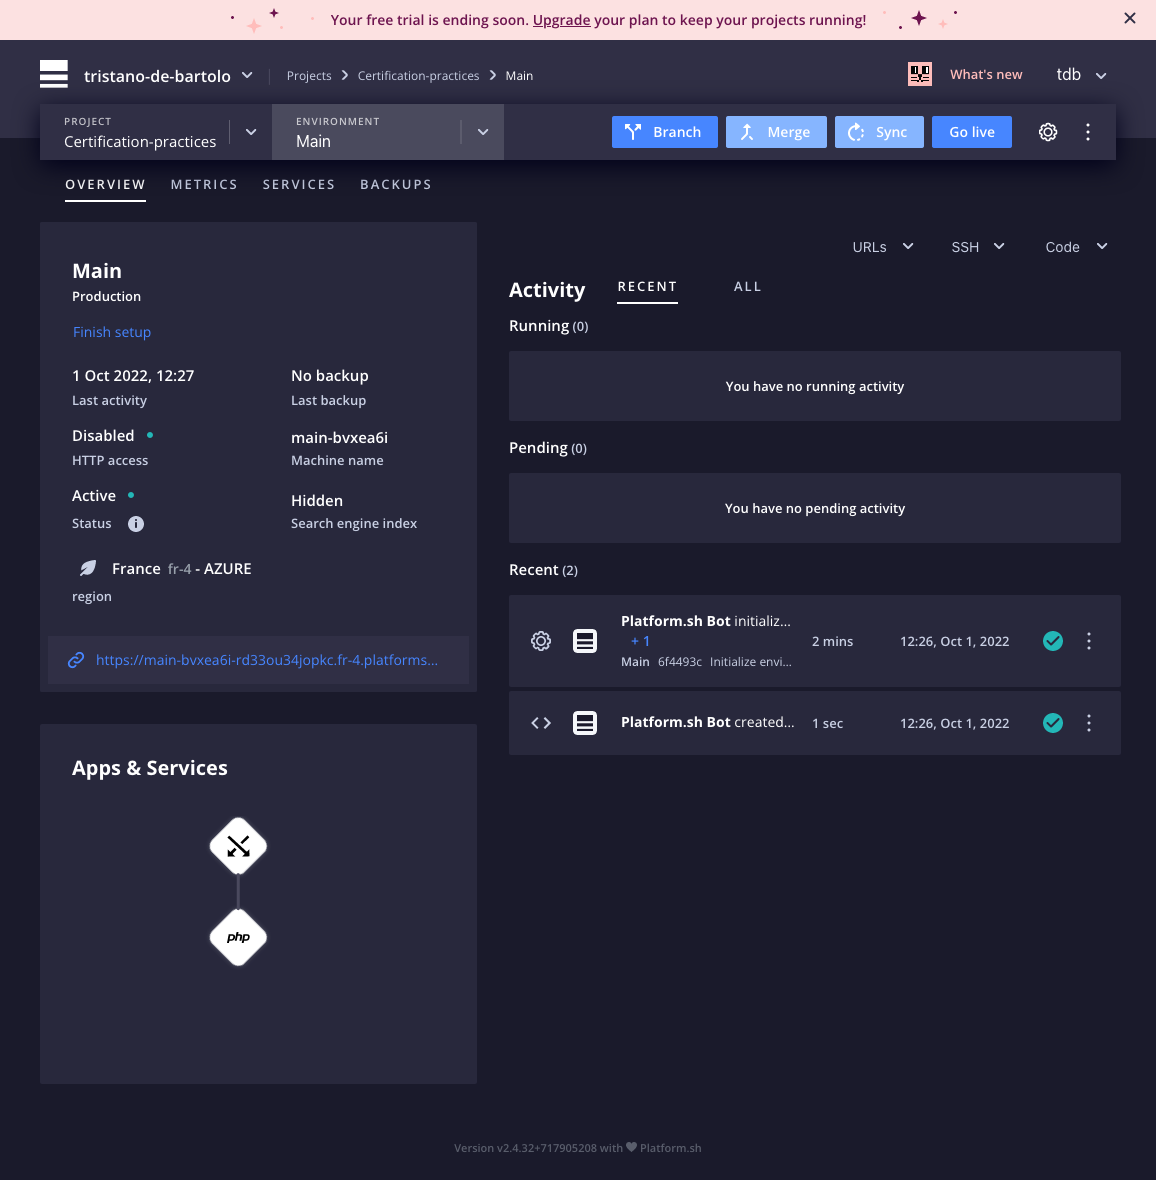 Your free trial is ending soon. Upgrade your plan to keep your projects running!
tristano-de-bartolo
Projects
Certification-practices
Main
What's new
tdb
PROJECT
Certification-practices
ENVIRONMENT
Main
Branch
Merge
Sync
Go live
OVERVIEW
METRICS
SERVICES
BACKUPS
Main
Production
Finish setup
1 Oct 2022, 12:27
Last activity
No backup
Last backup
Disabled
HTTP access
main-bvxea6i
Machine name
Active
Status
Hidden
Search engine index
France fr-4 - AZURE
region
https://main-bvxea6i-rd33ou34jopkc.fr-4.platforms...
Apps & Services
php
URLs
SSH
Code
Activity
RECENT
ALL
Running (0)
You have no running activity
Pending (0)
You have no pending activity
Recent (2)
Platform.sh Bot initializ...
+ 1
Main 6f4493c Initialize envi...
2 mins
12:26, Oct 1, 2022
Platform.sh Bot created...
1 sec
12:26, Oct 1, 2022
Version v2.4.32+717905208 with Platform.sh